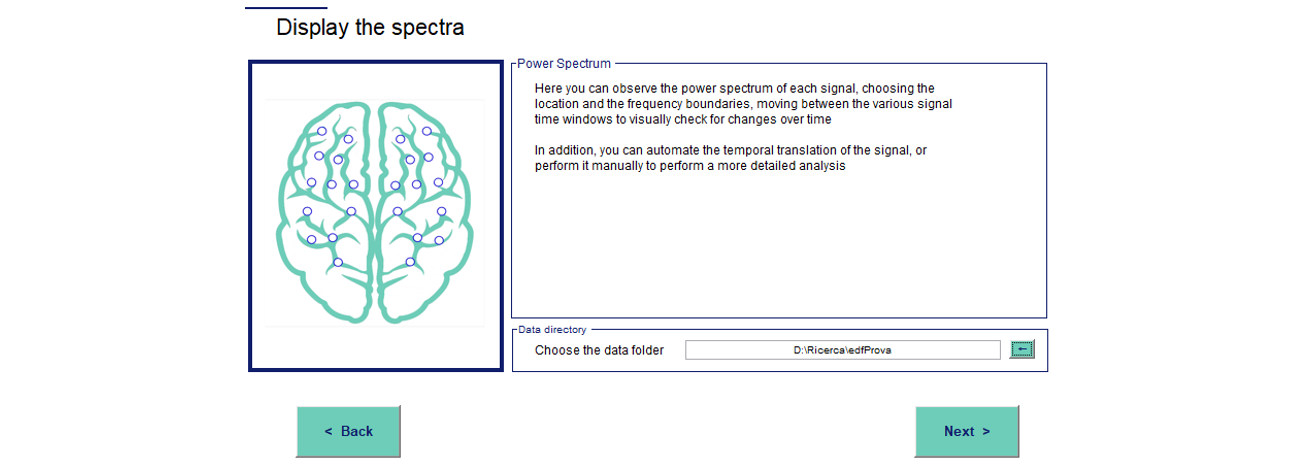 Display the spectra
Power Spectrum
Here you can observe the power spectrum of each signal, choosing the
location and the frequency boundaries, moving between the various signal
time windows to visually check for changes over time
In addition, you can automate the temporal translation of the signal, or
perform it manually to perform a more detailed analysis
Data directory
Choose the data folder
D:\Ricerca\edfProva
←
< Back
Next >